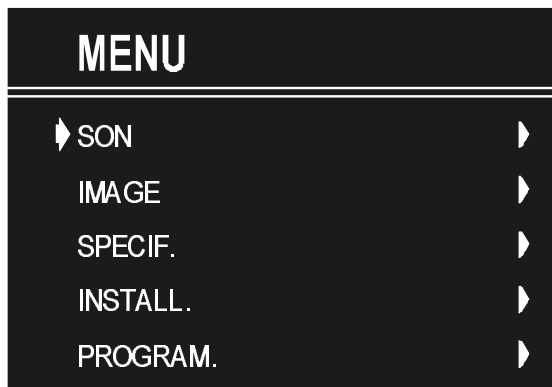 MENU
SON
IMAGE
SPECIF.
INSTALL.
PROGRAM.